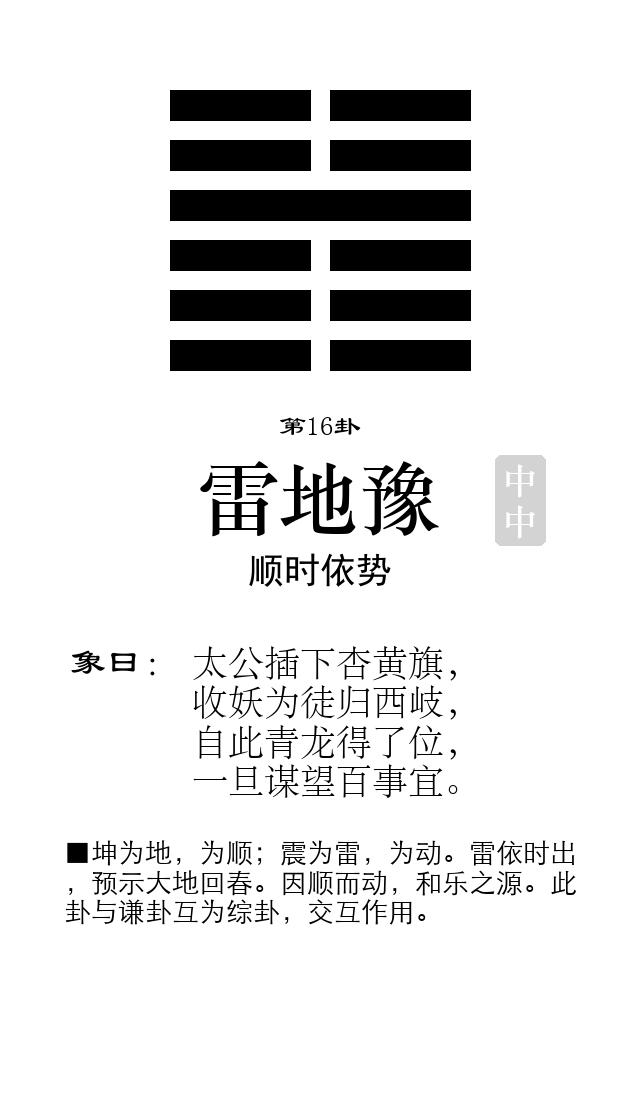 第16卦
雷地豫
中
中
顺时依势
象曰：太公插下杏黄旗，
收妖为徒归西岐，
自此青龙得了位，
一旦谋望百事宜。
■坤为地，为顺；震为雷，为动。雷依时出
，预示大地回春。因顺而动，和乐之源。此
卦与谦卦互为综卦，交互作用。